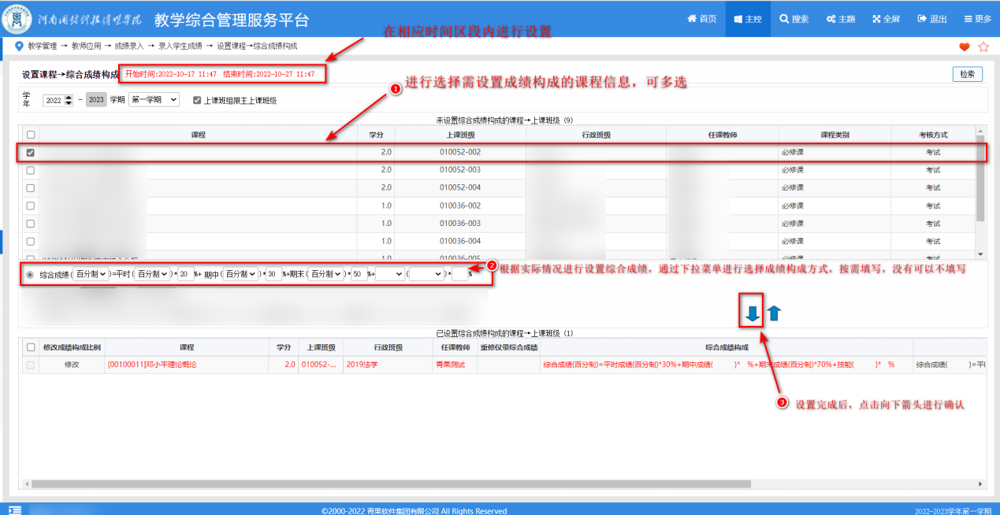 教学综合管理服务平台 首页 主控 搜索 主题 全屏 退出 更多
在相应时间区段内进行设置
教学管理 → 教师应用 → 成绩录入 → 录入学生成绩 → 设置课程→综合成绩构成
设置课程→综合成绩构成 开始时间:2022-10-17 11:47 结束时间:2022-10-27 11:47 检索
1 进行选择需设置成绩构成的课程信息，可多选
学年 2022 - 2023 学期 第一学期 上课班组限主上课班级
未设置综合成绩构成的课程→上课班级 (9)
课程 学分 上课班级 行政班级 任课教师 课程类别 考核方式
2.0 010052-002 必修课 考试
2.0 010052-003 必修课 考试
2.0 010052-004 必修课 考试
1.0 010036-002 必修课 考试
1.0 010036-003 必修课 考试
1.0 010036-004 必修课 考试
1.0 010036-005 必修课 考试
综合成绩(百分制)=平时(百分制)*20 %+ 期中(百分制)*30 %+期末(百分制)*50 %+ ( )* %
2 根据实际情况进行设置综合成绩，通过下拉菜单进行选择成绩构成方式，按需填写，没有可以不填写
已设置综合成绩构成的课程→上课班级 (1)
修改成绩构成比例 课程 学分 上课班级 行政班级 任课教师 重修仅录综合成绩 综合成绩构成
修改 [00100011]邓小平理论概论 2.0 010052-... 2019法学 青果测试 综合成绩(百分制)=平时成绩(百分制)*30%+期中成绩( )* %+期末成绩(百分制)*70%+技能( )* % 综合成绩( )=平时
3 设置完成后，点击向下箭头进行确认
©2000-2022 青果软件集团有限公司 All Rights Reserved 2022-2023学年第一学期